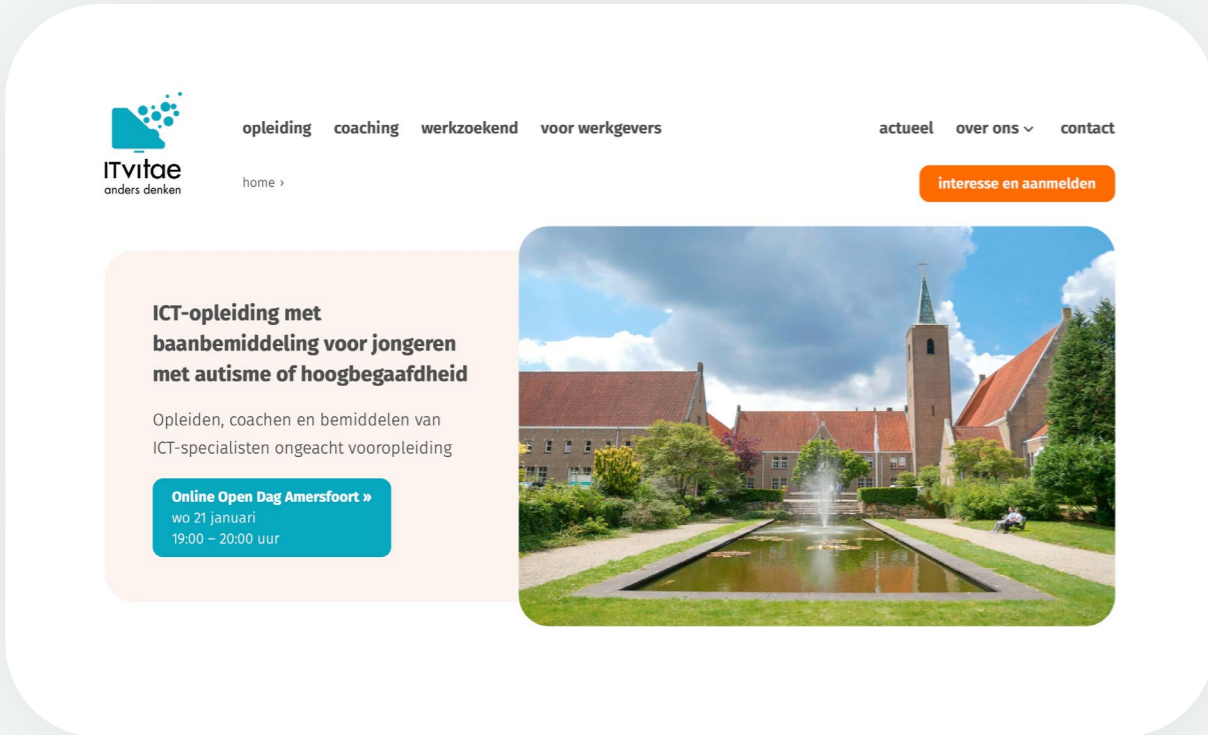 ITvitae
anders denken
opleiding coaching werkzoekend voor werkgevers
actueel over ons contact
home ›
interesse en aanmelden
ICT-opleiding met
baanbemiddeling voor jongeren
met autisme of hoogbegaafdheid
Opleiden, coachen en bemiddelen van
ICT-specialisten ongeacht vooropleiding
Online Open Dag Amersfoort »
wo 21 januari
19:00 – 20:00 uur